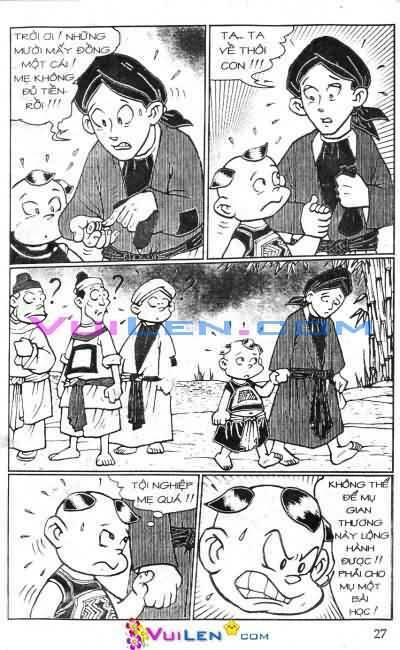 TRỜI ƠI! NHỮNG
MƯỜI MẤY ĐỒNG
MỘT CÁI!
MẸ KHÔNG
ĐỦ TIỀN
RỒI!!!
TA.. TA
VỀ THÔI
CON!!!
? ? ?
VUILEN.COM
TỘI NGHIỆP
MẸ QUÁ!!
KHÔNG THỂ
ĐỂ MỤ
GIAN
THƯƠNG
NÀY LỘNG
HÀNH
ĐƯỢC!!
PHẢI CHO
MỤ MỘT
BÀI
HỌC!
27
VUILEN.COM